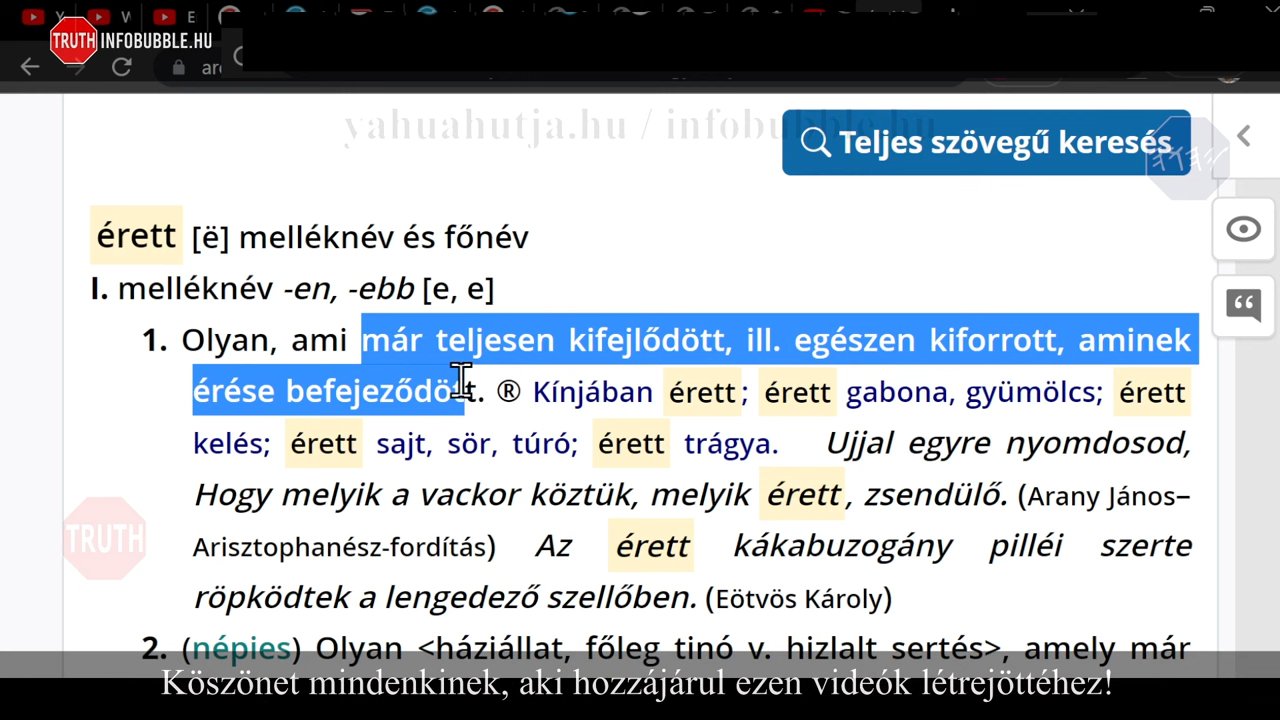 TRUTH INFOBUBBLE.HU
yahuahutja.hu / infobubble.hu
Teljes szövegű keresés
érett [ë] melléknév és főnév
I. melléknév -en, -ebb [e, e]
1. Olyan, ami már teljesen kifejlődött, ill. egészen kiforrott, aminek
érése befejeződött. ® Kínjában érett; érett gabona, gyümölcs; érett
kelés; érett sajt, sör, túró; érett trágya. Ujjal egyre nyomdosod,
Hogy melyik a vackor köztük, melyik érett, zsendülő. (Arany János–
TRUTH
Arisztophanész-fordítás) Az érett kákabuzogány pilléi szerte
röpködtek a lengedező szellőben. (Eötvös Károly)
2. (népies) Olyan <háziállat, főleg tinó v. hizlalt sertés>, amely már
Köszönet mindenkinek, aki hozzájárul ezen videók létrejöttéhez!